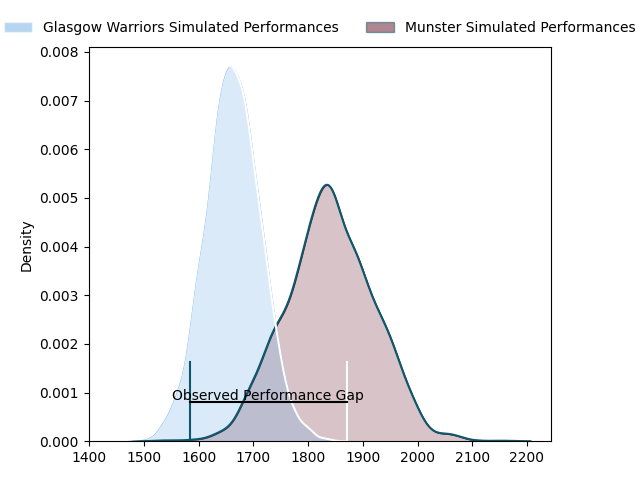 Glasgow Warriors Simulated Performances Munster Simulated Performances
0.008
0.007
0.006
0.005
0.004
0.003
0.002
0.001
0.000
Density
Observed Performance Gap
1400 1500 1600 1700 1800 1900 2000 2100 2200